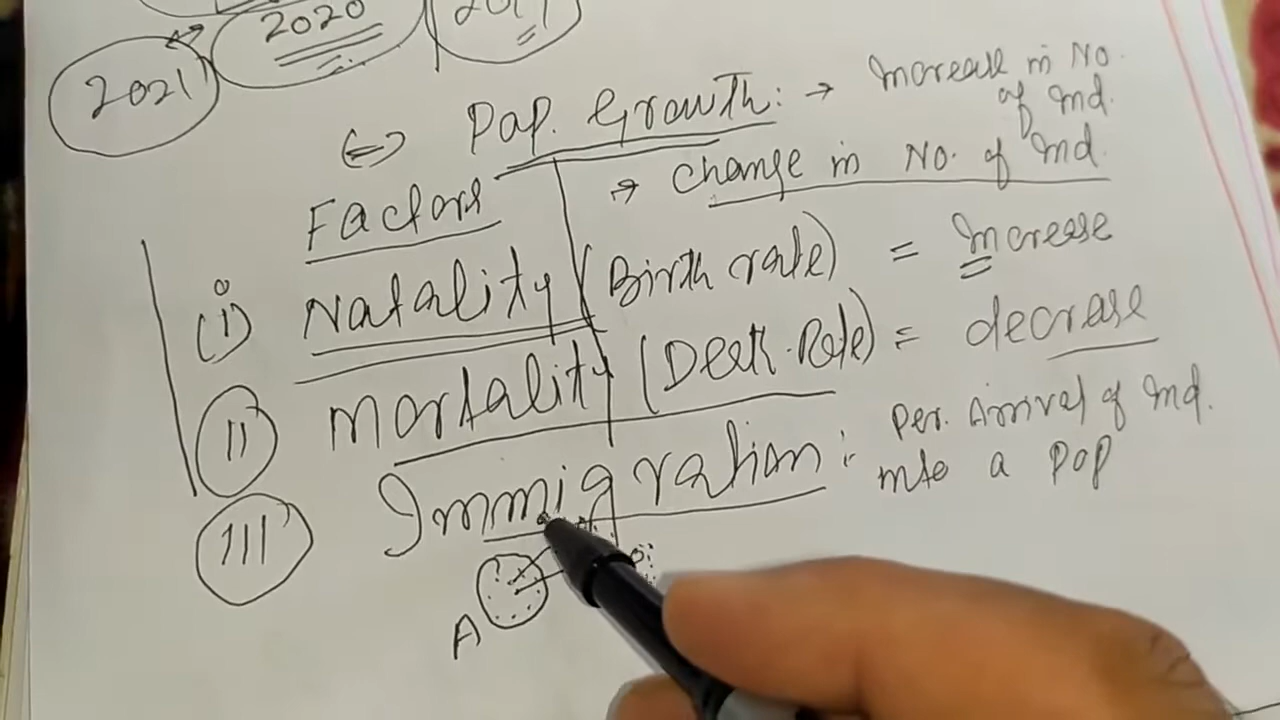 2020
2021
Pop. Growth: → Increase in No. of Ind.
→ Change in No. of Ind.
Factors
(i) Natality (Birth rate) = Increase
II Mortality (Death Rate) = decrease
III Immigration: Per. Arrival of Ind. into a Pop
A